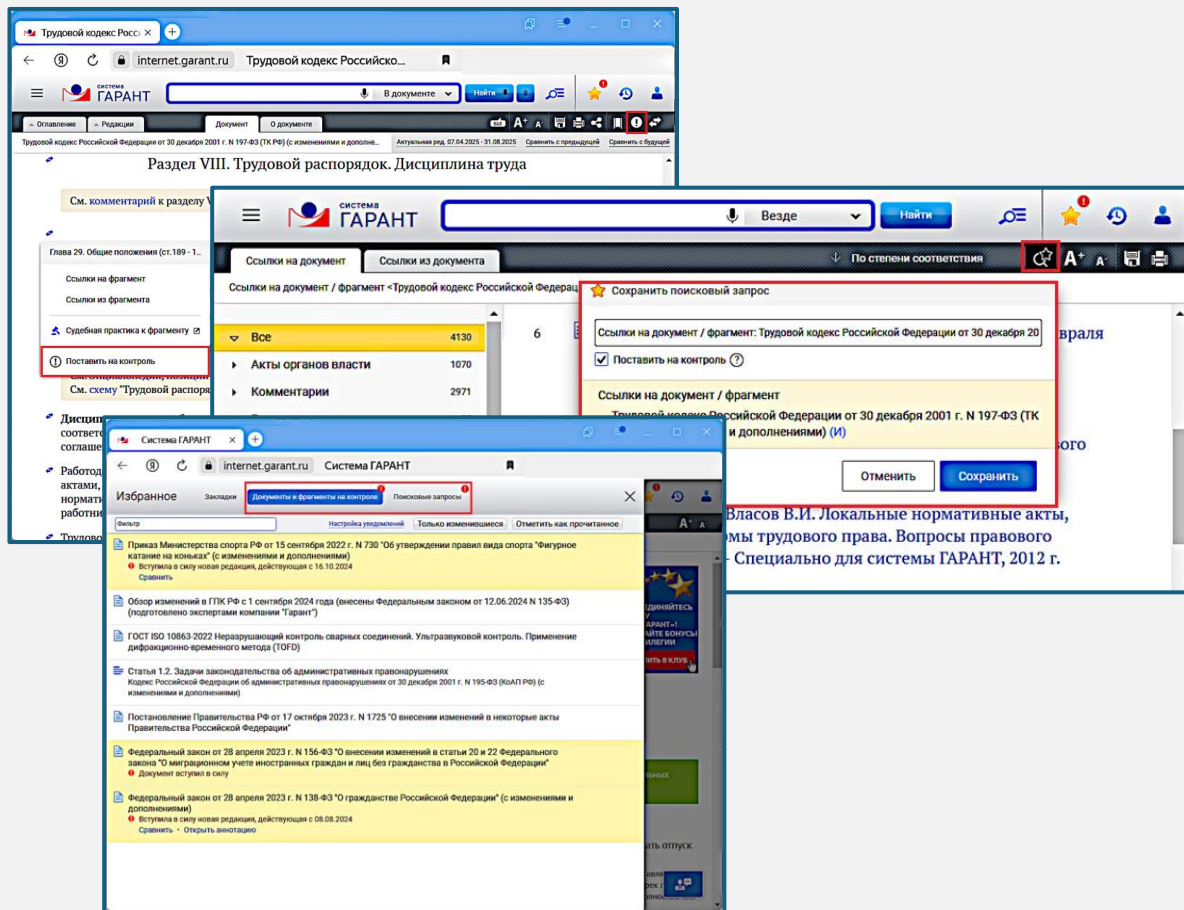 Трудовой кодекс Росс
internet.garant.ru Трудовой кодекс Российско...
система
ГАРАНТ
В документе
Найти
Оглавление
Редакции
Документ
О документе
A+ A-
Трудовой кодекс Российской Федерации от 30 декабря 2001 г. N 197-ФЗ (ТК РФ) (с изменениями и дополне...
Актуальная ред. 07.04.2025 - 31.08.2025
Сравнить с предыдущей
Сравнить с будущей
Раздел VIII. Трудовой распорядок. Дисциплина труда
См. комментарий к разделу V
Глава 29. Общие положения (ст.189 - 1...
Ссылки на фрагмент
Ссылки из фрагмента
Судебная практика к фрагменту
Поставить на контроль
См. схему "Трудовой распоря
Дисцип
соответс
соглаше
Работод
актами,
нормати
работни
Трудово
система
ГАРАНТ
Везде
Найти
Ссылки на документ
Ссылки из документа
По степени соответствия
A+ A-
Ссылки на документ / фрагмент <Трудовой кодекс Российской Федерац
Все 4130
Акты органов власти 1070
Комментарии 2971
6
враля
Сохранить поисковый запрос
Ссылки на документ / фрагмент: Трудовой кодекс Российской Федерации от 30 декабря 20
Поставить на контроль
Ссылки на документ / фрагмент
Трудовой кодекс Российской Федерации от 30 декабря 2001 г. N 197-ФЗ (ТК
и дополнениями) (И)
Отменить
Сохранить
ого
Власов В.И. Локальные нормативные акты,
мы трудового права. Вопросы правового
- Специально для системы ГАРАНТ, 2012 г.
Система ГАРАНТ
internet.garant.ru Система ГАРАНТ
Избранное
Закладки
Документы и фрагменты на контроле
Поисковые запросы
Фильтр
Настройка уведомлений
Только изменившиеся
Отметить как прочитанное
Приказ Министерства спорта РФ от 15 сентября 2022 г. N 730 "Об утверждении правил вида спорта "Фигурное
катание на коньках" (с изменениями и дополнениями)
Вступила в силу новая редакция, действующая с 16.10.2024
Сравнить
Обзор изменений в ГПК РФ с 1 сентября 2024 года (внесены Федеральным законом от 12.06.2024 N 135-ФЗ)
(подготовлено экспертами компании "Гарант")
ГОСТ ISO 10863-2022 Неразрушающий контроль сварных соединений. Ультразвуковой контроль. Применение
дифракционно-временного метода (TOFD)
Статья 1.2. Задачи законодательства об административных правонарушениях
Кодекс Российской Федерации об административных правонарушениях от 30 декабря 2001 г. N 195-ФЗ (КоАП РФ) (с
изменениями и дополнениями)
Постановление Правительства РФ от 17 октября 2023 г. N 1725 "О внесении изменений в некоторые акты
Правительства Российской Федерации"
Федеральный закон от 28 апреля 2023 г. N 156-ФЗ "О внесении изменений в статьи 20 и 22 Федерального
закона "О миграционном учете иностранных граждан и лиц без гражданства в Российской Федерации"
Документ вступил в силу
Федеральный закон от 28 апреля 2023 г. N 138-ФЗ "О гражданстве Российской Федерации" (с изменениями и
дополнениями)
Вступила в силу новая редакция, действующая с 08.08.2024
Сравнить • Открыть аннотацию
A+ A-
ать отпуск